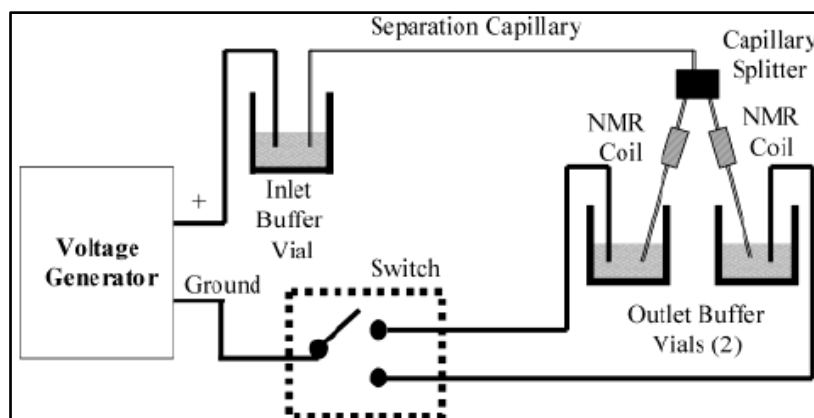 Separation Capillary
Capillary
Splitter
NMR
Coil
NMR
Coil
+
Inlet
Buffer
Vial
Voltage
Generator
Ground
Switch
Outlet Buffer
Vials (2)